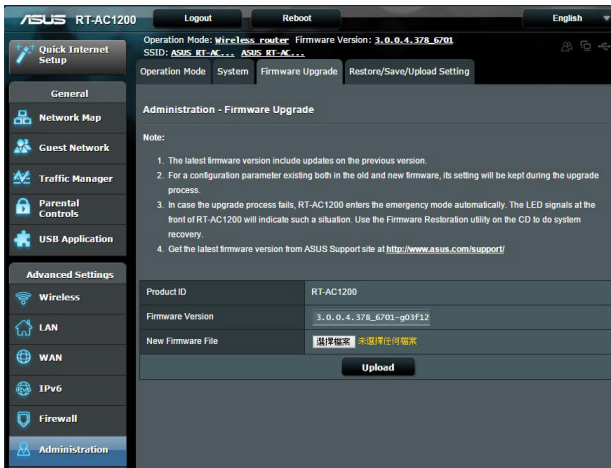 ASUS RT-AC1200 Logout Reboot English
Quick Internet Setup
Operation Mode: Wireless router Firmware Version: 3.0.0.4.378_6701
SSID: ASUS RT-AC... ASUS RT-AC...
Operation Mode System Firmware Upgrade Restore/Save/Upload Setting
General
Network Map
Guest Network
Traffic Manager
Parental Controls
USB Application
Advanced Settings
Wireless
LAN
WAN
IPv6
Firewall
Administration
Administration - Firmware Upgrade
Note:
1. The latest firmware version include updates on the previous version.
2. For a configuration parameter existing both in the old and new firmware, its setting will be kept during the upgrade
process.
3. In case the upgrade process fails, RT-AC1200 enters the emergency mode automatically. The LED signals at the
front of RT-AC1200 will indicate such a situation. Use the Firmware Restoration utility on the CD to do system
recovery.
4. Get the latest firmware version from ASUS Support site at http://www.asus.com/support/
Product ID RT-AC1200
Firmware Version 3.0.0.4.378_6701-g03f12
New Firmware File 選擇檔案 未選擇任何檔案
Upload